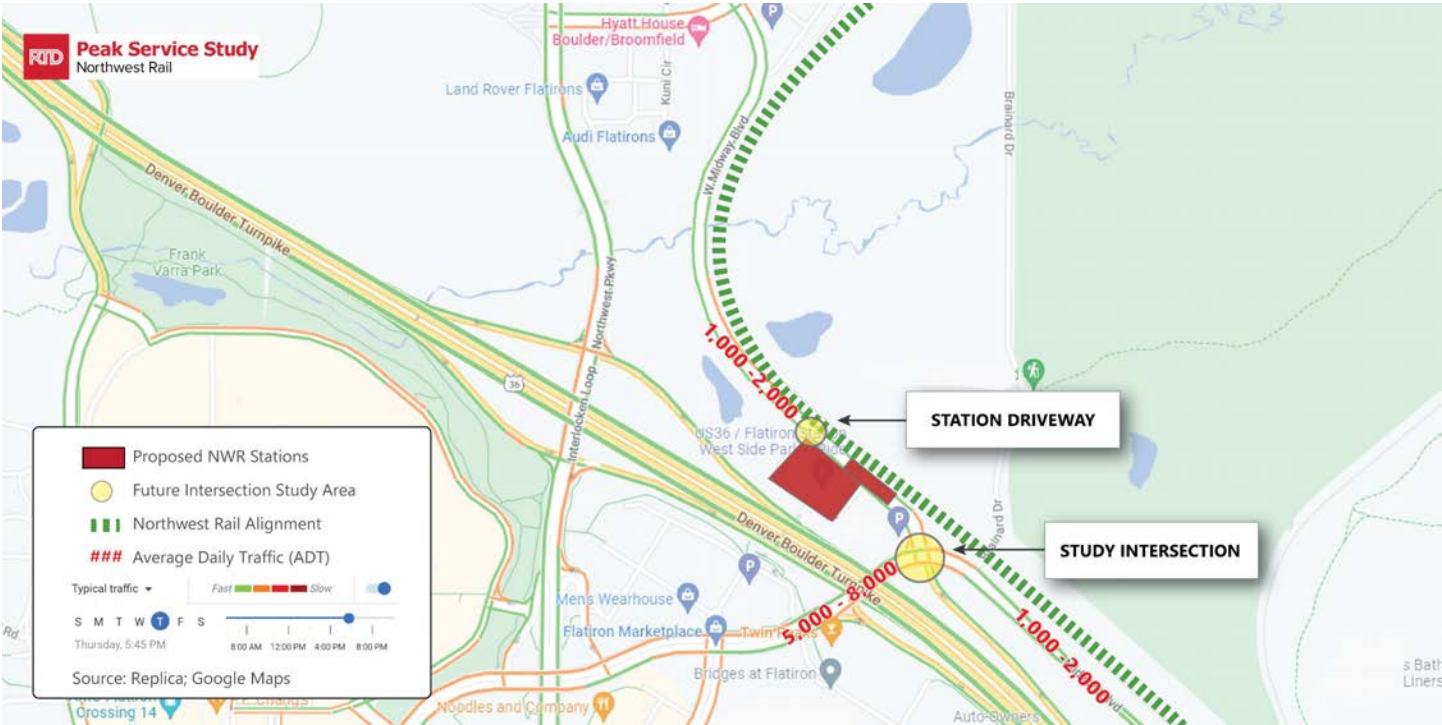 RTD
Peak Service Study
Northwest Rail
Hyatt House
Boulder/Broomfield
P
Land Rover Flatirons
Kuni Cir
Audi Flatirons
W Midway Blvd
Brainard Dr
Denver Boulder Turnpike
Frank
Varra Park
Northwest Pkwy
Interlocken Loop
36
1,000 -2,000
STATION DRIVEWAY
US36 / Flatiron Station
West Side Park
Proposed NWR Stations
Future Intersection Study Area
Northwest Rail Alignment
### Average Daily Traffic (ADT)
Typical traffic
Fast Slow
S M T W T F S
Thursday, 5:45 PM
8:00 AM 12:00 PM 4:00 PM 8:00 PM
Source: Replica; Google Maps
P
Brainard Dr
STUDY INTERSECTION
Denver Boulder Turnpike
P
5,000 - 8,000
Men's Wearhouse
Flatiron Marketplace
Twin Peaks
Bridges at Flatiron
1,000 -2,000
Rd
Crossing 14
Noodles and Company
Auto-Owners
s Bath
Liners